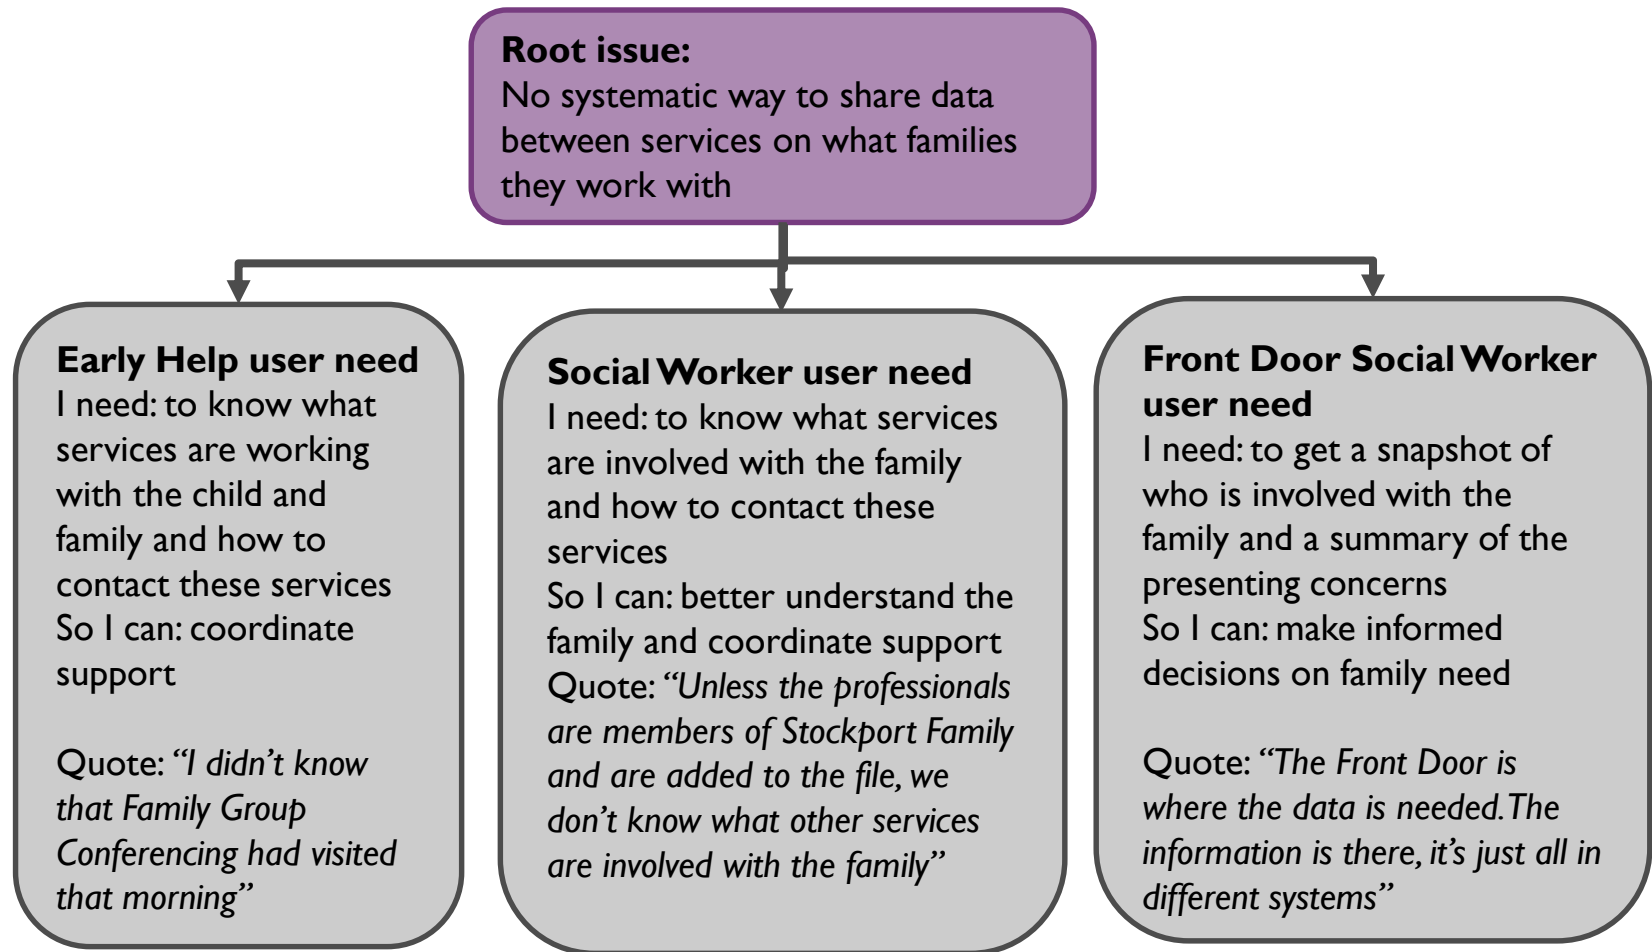 Root issue:
No systematic way to share data
between services on what families
they work with
Early Help user need
I need: to know what
services are working
with the child and
family and how to
contact these services
So I can: coordinate
support
Quote: “I didn’t know
that Family Group
Conferencing had visited
that morning”
Social Worker user need
I need: to know what services
are involved with the family
and how to contact these
services
So I can: better understand the
family and coordinate support
Quote: “Unless the professionals
are members of Stockport Family
and are added to the file, we
don’t know what other services
are involved with the family”
Front Door Social Worker
user need
I need: to get a snapshot of
who is involved with the
family and a summary of the
presenting concerns
So I can: make informed
decisions on family need
Quote: “The Front Door is
where the data is needed. The
information is there, it’s just all in
different systems”